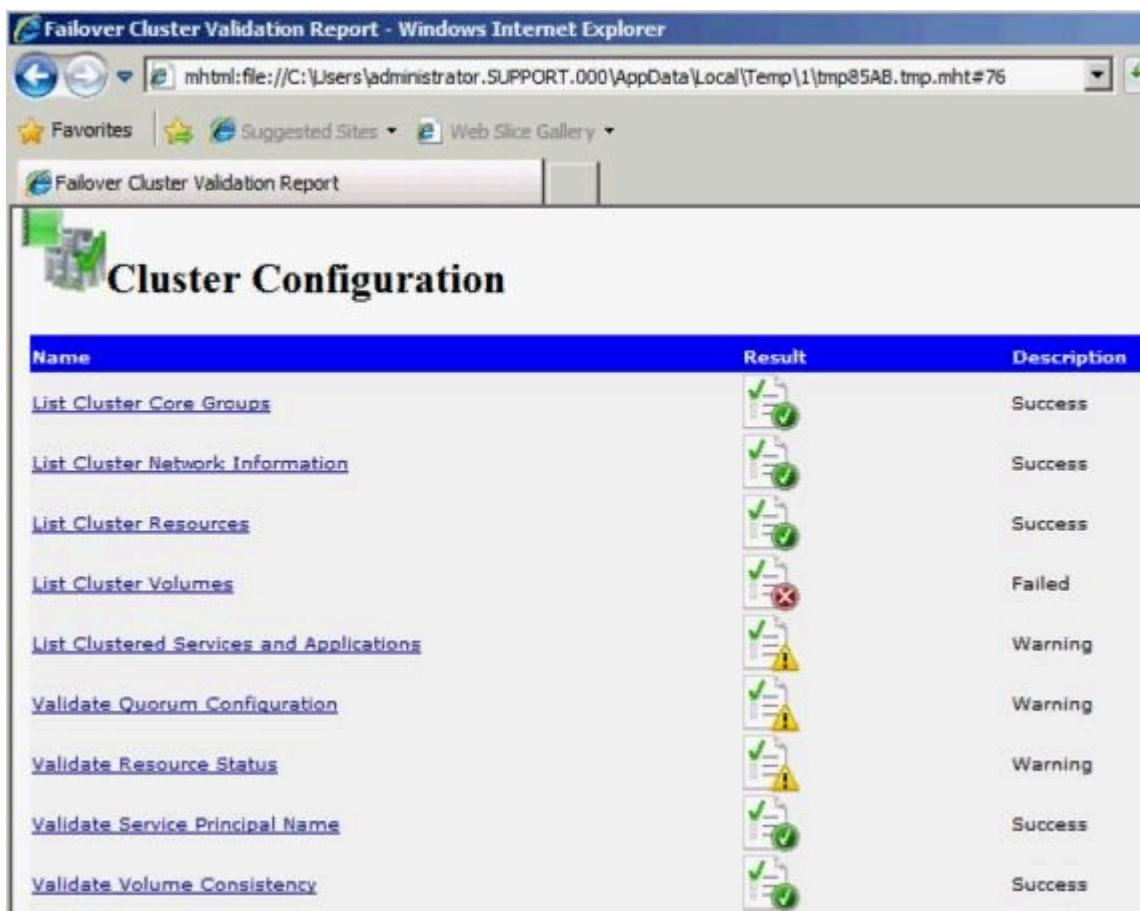 Failover Cluster Validation Report - Windows Internet Explorer
mhtml:file://C:\Users\administrator.SUPPORT.000\AppData\Local\Temp\1\tmp85AB.tmp.mht#76
Favorites Suggested Sites Web Slice Gallery
Failover Cluster Validation Report
Cluster Configuration
Name Result Description
List Cluster Core Groups Success
List Cluster Network Information Success
List Cluster Resources Success
List Cluster Volumes Failed
List Clustered Services and Applications Warning
Validate Quorum Configuration Warning
Validate Resource Status Warning
Validate Service Principal Name Success
Validate Volume Consistency Success